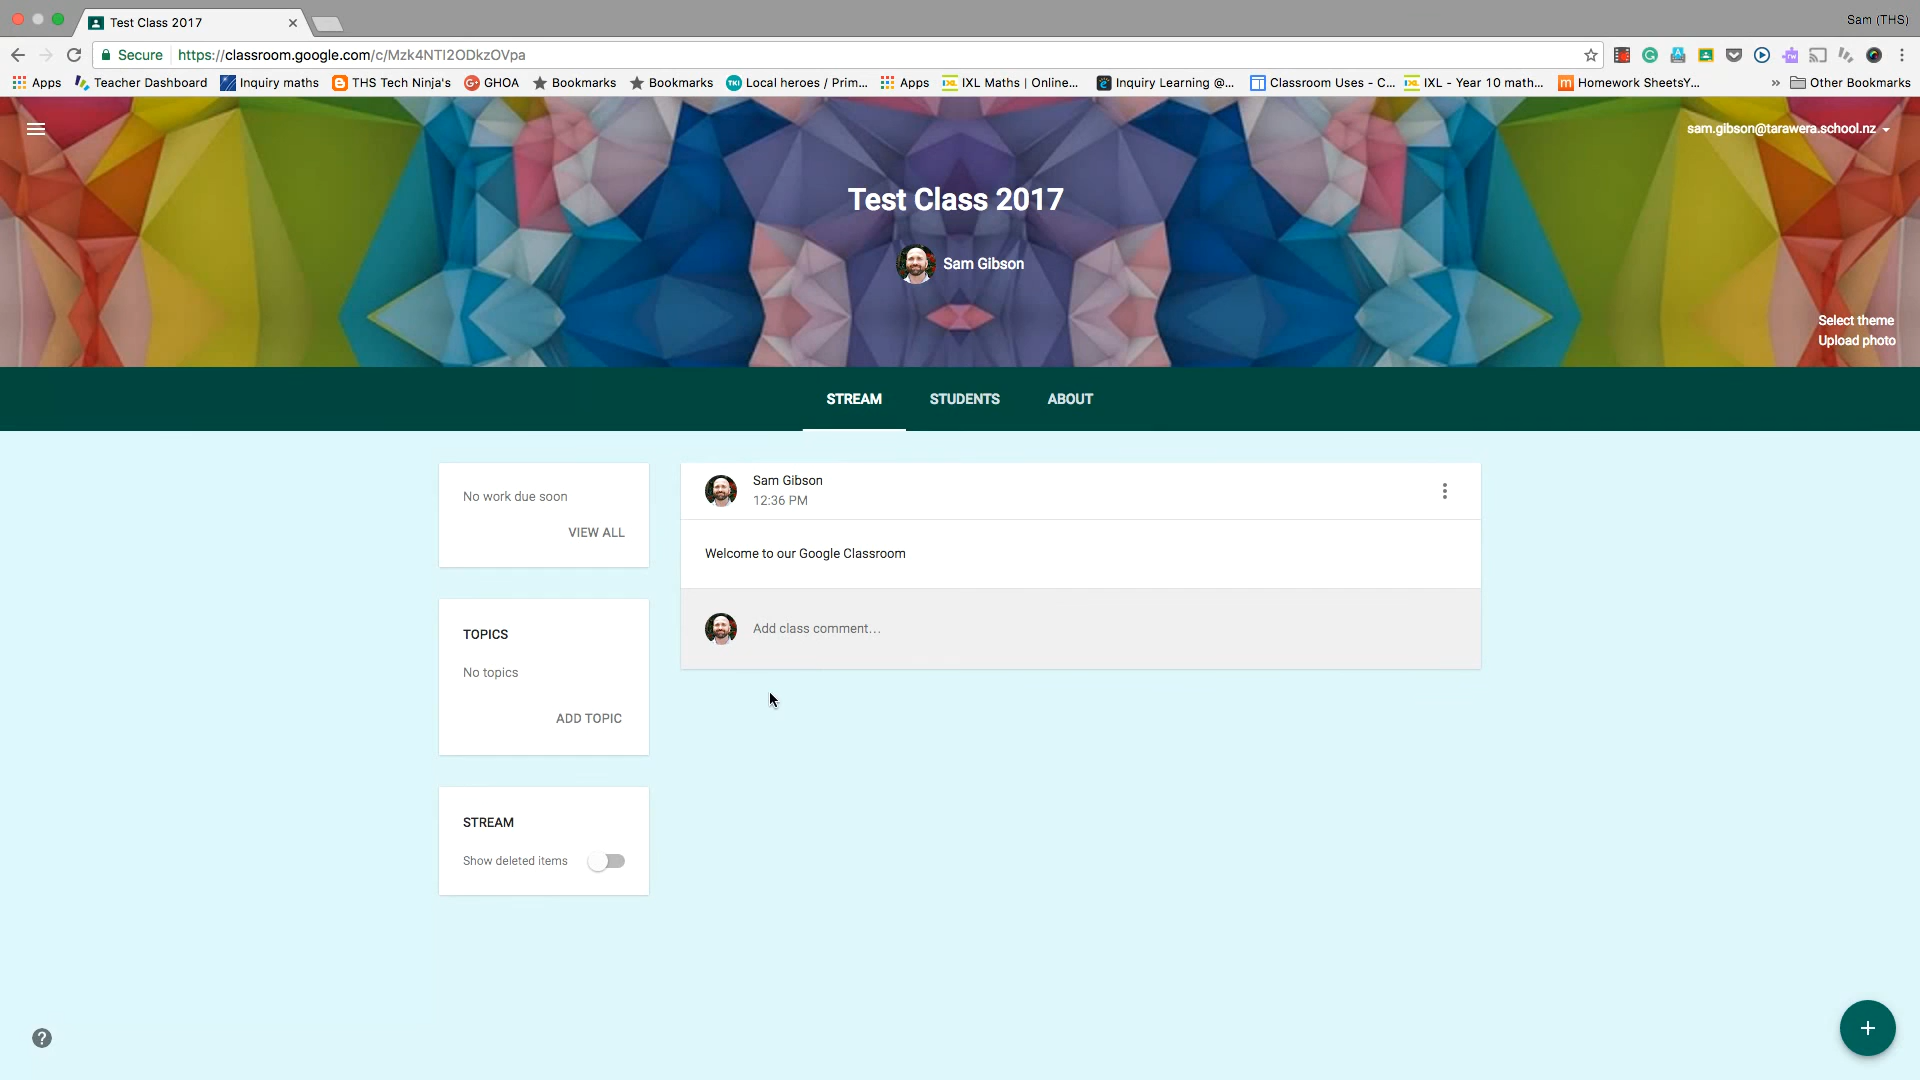 Test Class 2017
Sam (THS)
Secure
https://classroom.google.com/c/Mzk4NTI2ODkzOVpa
Apps Teacher Dashboard Inquiry maths THS Tech Ninja's GHOA Bookmarks Bookmarks TKI Local heroes / Prim... Apps IXL Maths | Online... Inquiry Learning @... Classroom Uses - C... IXL - Year 10 math... m Homework SheetsY... » Other Bookmarks
sam.gibson@tarawera.school.nz
Test Class 2017
Sam Gibson
Select theme
Upload photo
STREAM STUDENTS ABOUT
No work due soon
VIEW ALL
TOPICS
No topics
ADD TOPIC
STREAM
Show deleted items
Sam Gibson
12:36 PM
Welcome to our Google Classroom
Add class comment...
?
+